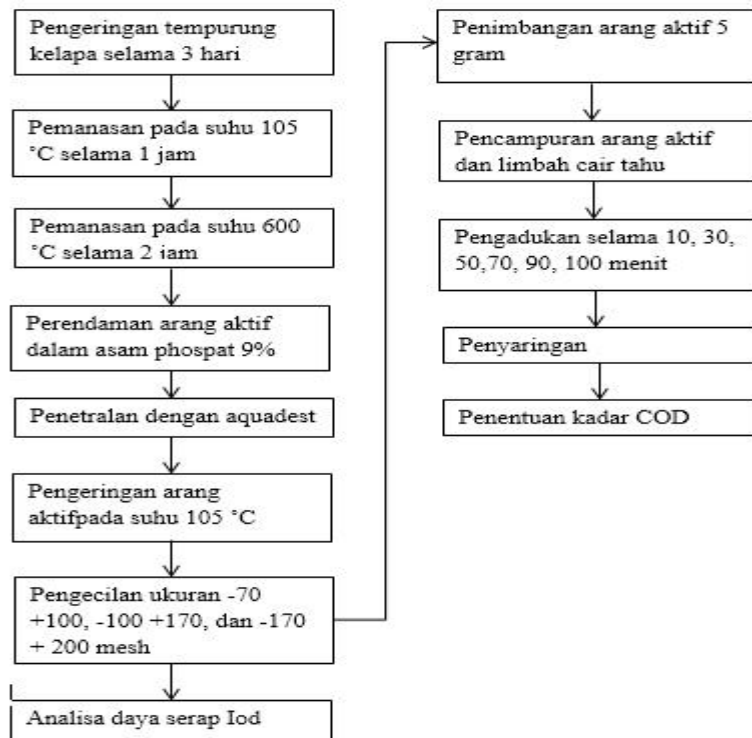 Pengeringan tempurung
kelapa selama 3 hari
Pemanasan pada suhu 105
°C selama 1 jam
Pemanasan pada suhu 600
°C selama 2 jam
Perendaman arang aktif
dalam asam phospat 9%
Penetralan dengan aquadest
Pengeringan arang
aktifpada suhu 105 °C
Pengecilan ukuran -70
+100, -100 +170, dan -170
+ 200 mesh
Analisa daya serap Iod
Penimbangan arang aktif 5
gram
Pencampuran arang aktif
dan limbah cair tahu
Pengadukan selama 10, 30,
50,70, 90, 100 menit
Penyaringan
Penentuan kadar COD